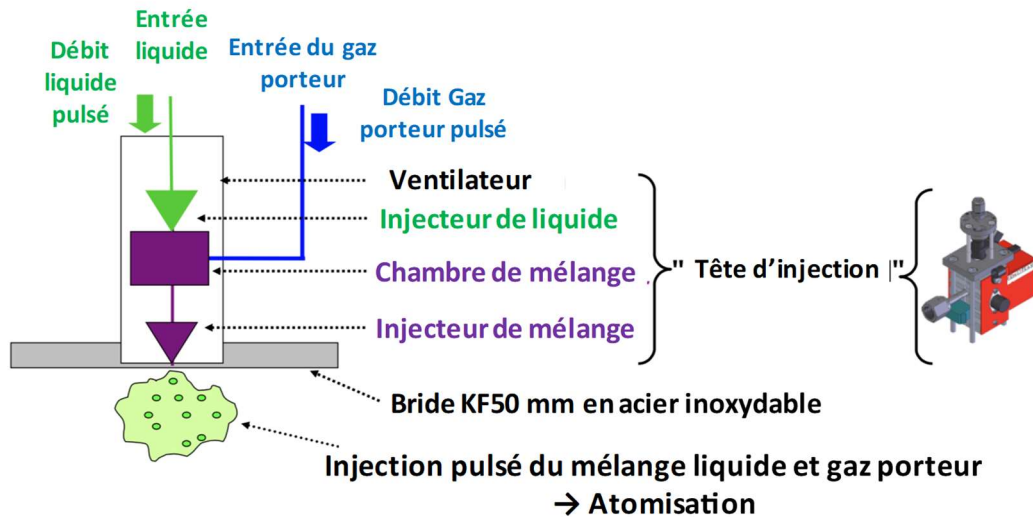 Entrée
liquide
Débit
liquide
pulsé
Entrée du gaz
porteur
Débit Gaz
porteur pulsé
Ventilateur
Injecteur de liquide
Chambre de mélange
Injecteur de mélange
" Tête d’injection "
Bride KF50 mm en acier inoxydable
Injection pulsé du mélange liquide et gaz porteur
→ Atomisation